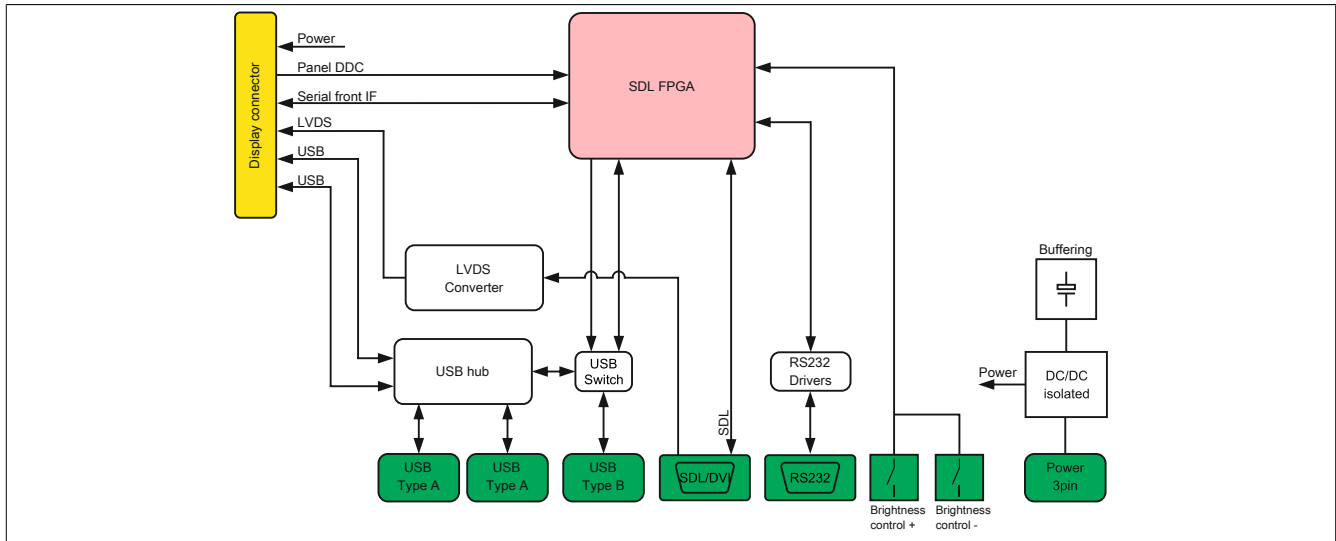 Power
Panel DDC
Serial front IF
LVDS
USB
USB
Display connector
SDL FPGA
LVDS
Converter
USB hub
USB
Switch
RS232
Drivers
Buffering
Power
DC/DC
isolated
SDL
USB
Type A
USB
Type A
USB
Type B
SDL/DVI
RS232
Brightness
control +
Brightness
control -
Power
3pin